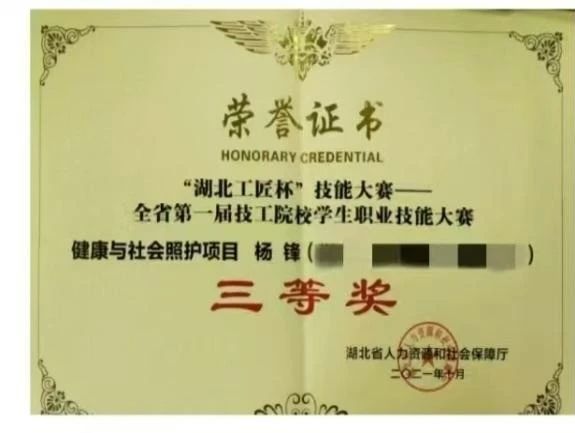 荣誉证书
HONORARY CREDENTIAL
“湖北工匠杯”技能大赛——
全省第一届技工院校学生职业技能大赛
健康与社会照护项目 杨 锋(
)
三等奖
湖北省人力资源和社会保障厅
二〇二一年十月